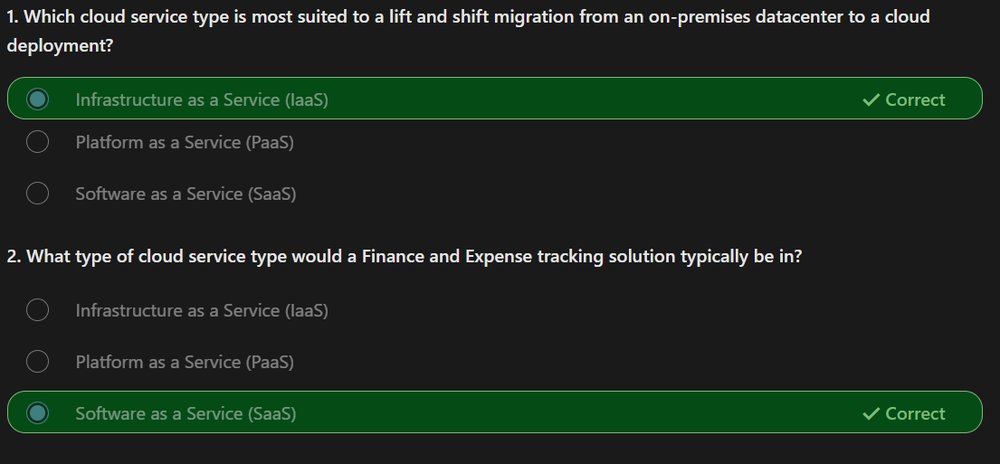 1. Which cloud service type is most suited to a lift and shift migration from an on-premises datacenter to a cloud
deployment?
Infrastructure as a Service (IaaS)
Correct
Platform as a Service (PaaS)
Software as a Service (SaaS)
2. What type of cloud service type would a Finance and Expense tracking solution typically be in?
Infrastructure as a Service (IaaS)
Platform as a Service (PaaS)
Software as a Service (SaaS)
Correct